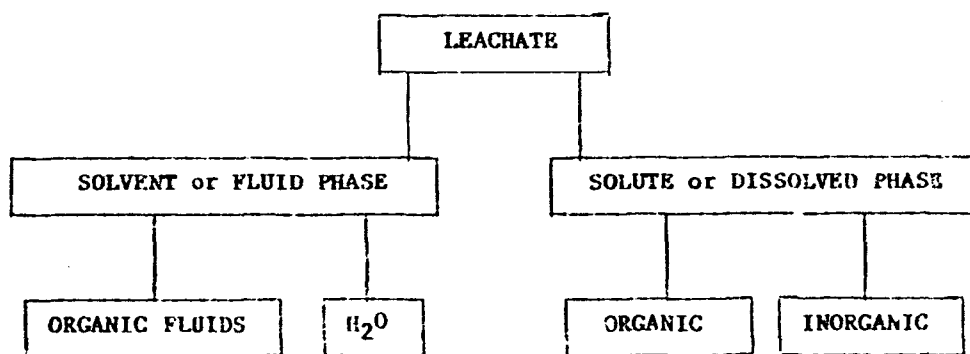 LEACHATE
SOLVENT or FLUID PHASE
SOLUTE or DISSOLVED PHASE
ORGANIC FLUIDS
H₂O
ORGANIC
INORGANIC